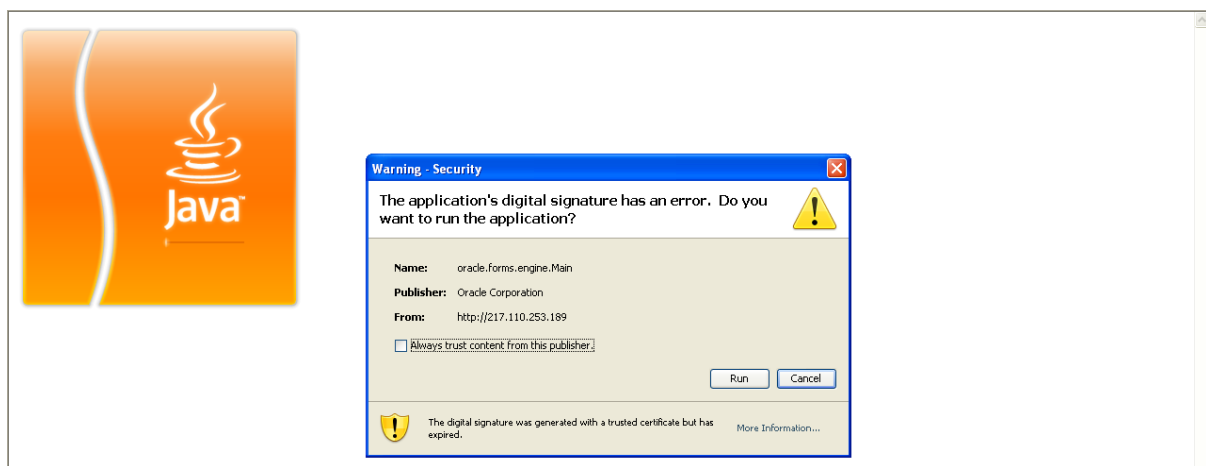 Java™
Warning - Security
The application's digital signature has an error. Do you
want to run the application?
Name: oracle.forms.engine.Main
Publisher: Oracle Corporation
From: http://217.110.253.189
Always trust content from this publisher.
Run Cancel
The digital signature was generated with a trusted certificate but has
expired.
More Information...